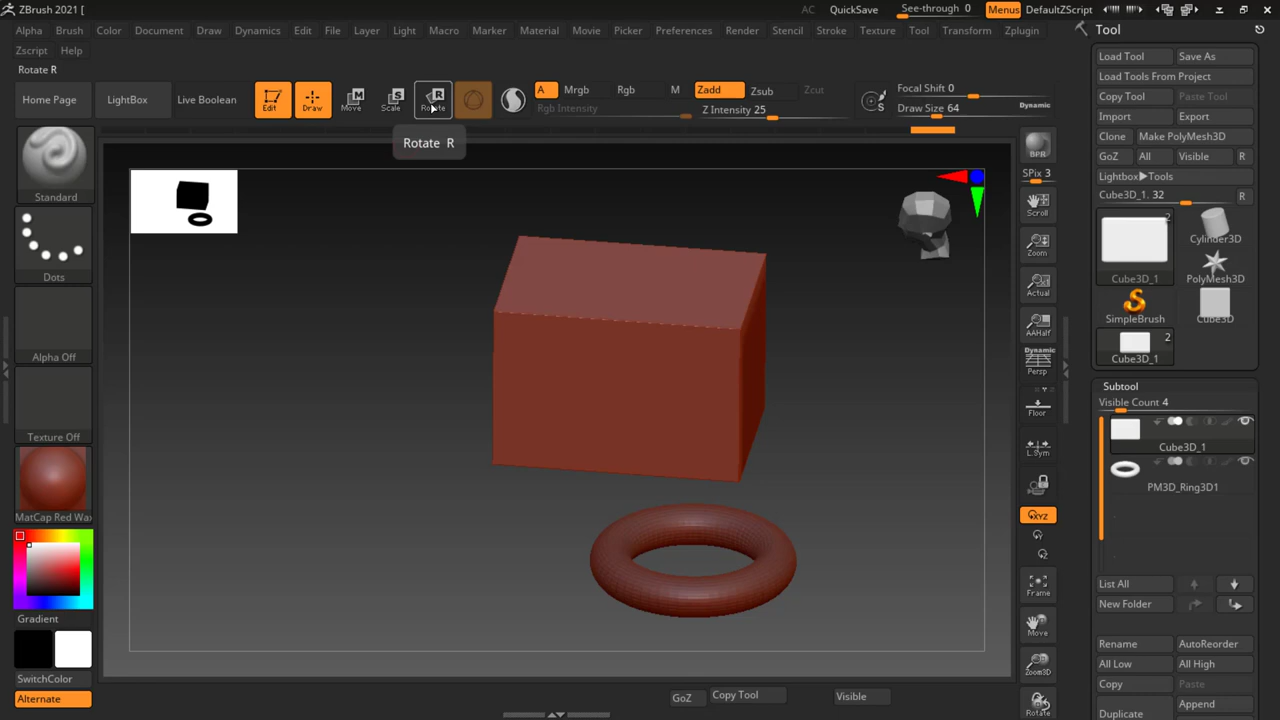 ZBrush 2021 [
AC QuickSave See-through 0 Menus DefaultZScript
Alpha Brush Color Document Draw Dynamics Edit File Layer Light Macro Marker Material Movie Picker Preferences Render Stencil Stroke Texture Tool Transform Zplugin
Zscript Help
Rotate R
Home Page LightBox Live Boolean
Edit Draw Move Scale Rotate
M S R
A Mrgb Rgb M Zadd Zsub Zcut
Rgb Intensity Z Intensity 25
S
Focal Shift 0
Draw Size 64 Dynamic
Rotate R
Standard
Dots
Alpha Off
Texture Off
MatCap Red Wax
Gradient
SwitchColor
Alternate
BPR
SPix 3
Scroll
Zoom
Actual
AAHalf
Dynamic
Persp
Floor
L.Sym
XYZ
Y
Z
Frame
Move
Zoom3D
Rotate
Tool
Load Tool Save As
Load Tools From Project
Copy Tool Paste Tool
Import Export
Clone Make PolyMesh3D
GoZ All Visible R
Lightbox▶Tools
Cube3D_1. 32 R
2
Cube3D_1
Cylinder3D
PolyMesh3D
SimpleBrush
Cube3D
2
Cube3D_1
Subtool
Visible Count 4
Cube3D_1
PM3D_Ring3D1
List All
New Folder
Rename AutoReorder
All Low All High
Copy Paste
Duplicate Append
GoZ Copy Tool Visible